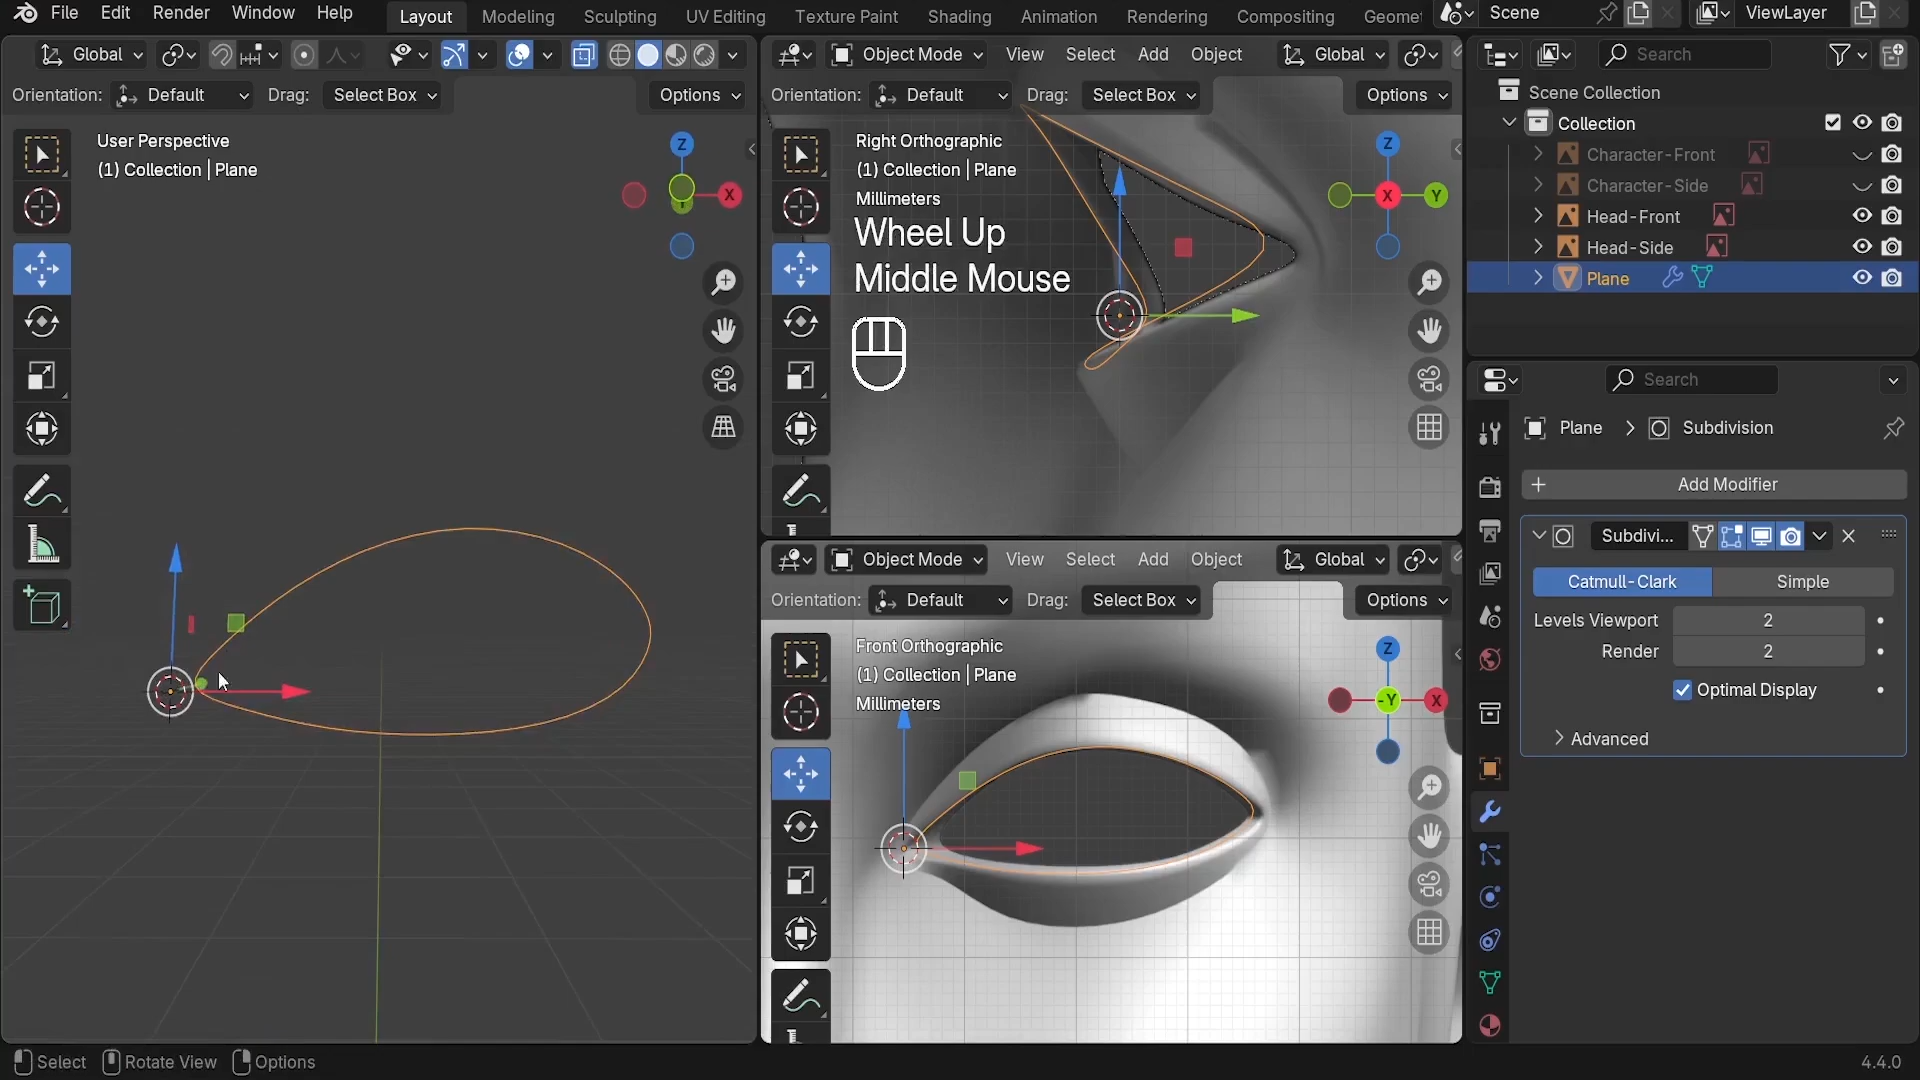 File Edit Render Window Help Layout Modeling Sculpting UV Editing Texture Paint Shading Animation Rendering Compositing Geome Scene ViewLayer
Global Object Mode View Select Add Object Global Search
Orientation: Default Drag: Select Box Options Orientation: Default Drag: Select Box Options
User Perspective
(1) Collection | Plane
Z
X
Right Orthographic
(1) Collection | Plane
Millimeters
Wheel Up
Middle Mouse
Z
X
Y
Scene Collection
Collection
Character-Front
Character-Side
Head-Front
Head-Side
Plane
Object Mode View Select Add Object Global
Orientation: Default Drag: Select Box Options
Front Orthographic
(1) Collection | Plane
Millimeters
Z
-Y
X
Search
Plane Subdivision
Add Modifier
Subdivi...
Catmull-Clark Simple
Levels Viewport 2
Render 2
Optimal Display
Advanced
Select Rotate View Options 4.4.0